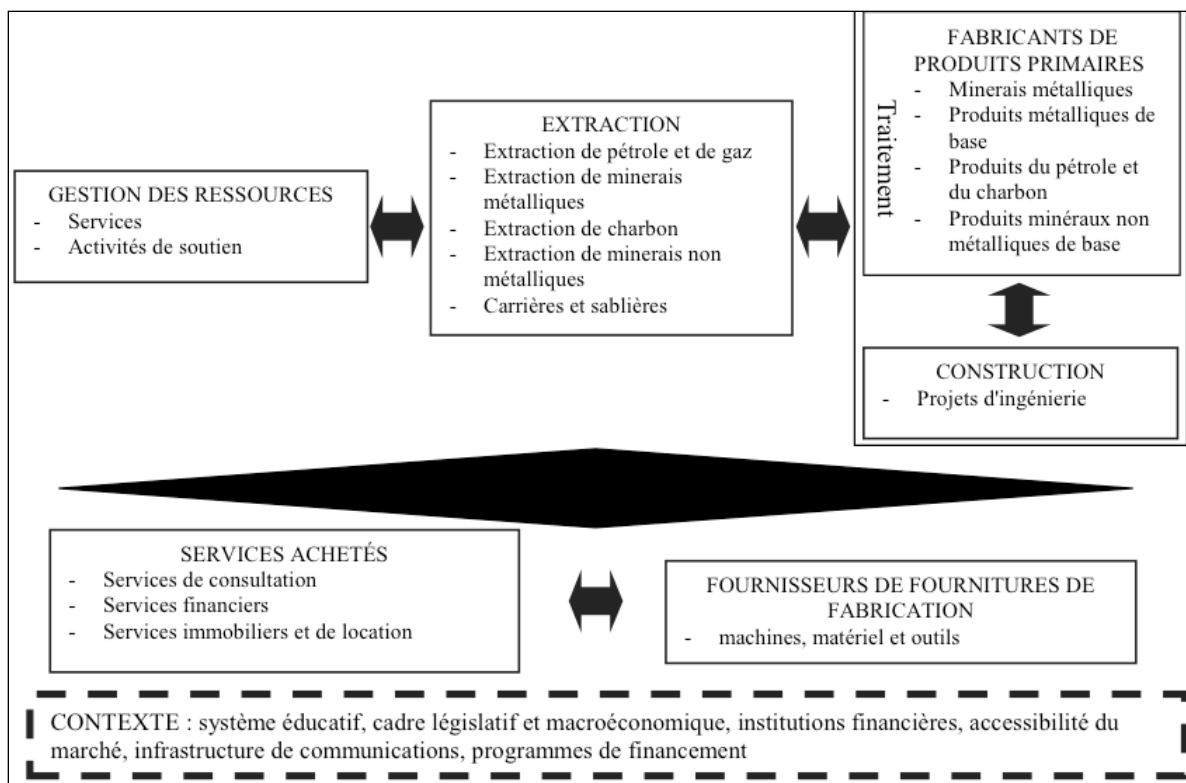 GESTION DES RESSOURCES
- Services
- Activités de soutien
EXTRACTION
- Extraction de pétrole et de gaz
- Extraction de minerais
métalliques
- Extraction de charbon
- Extraction de minerais non
métalliques
- Carrières et sablières
Traitement
FABRICANTS DE
PRODUITS PRIMAIRES
- Minerais métalliques
- Produits métalliques de
base
- Produits du pétrole et
du charbon
- Produits minéraux non
métalliques de base
CONSTRUCTION
- Projets d'ingénierie
SERVICES ACHETÉS
- Services de consultation
- Services financiers
- Services immobiliers et de location
FOURNISSEURS DE FOURNITURES DE
FABRICATION
- machines, matériel et outils
CONTEXTE : système éducatif, cadre législatif et macroéconomique, institutions financières, accessibilité du
marché, infrastructure de communications, programmes de financement